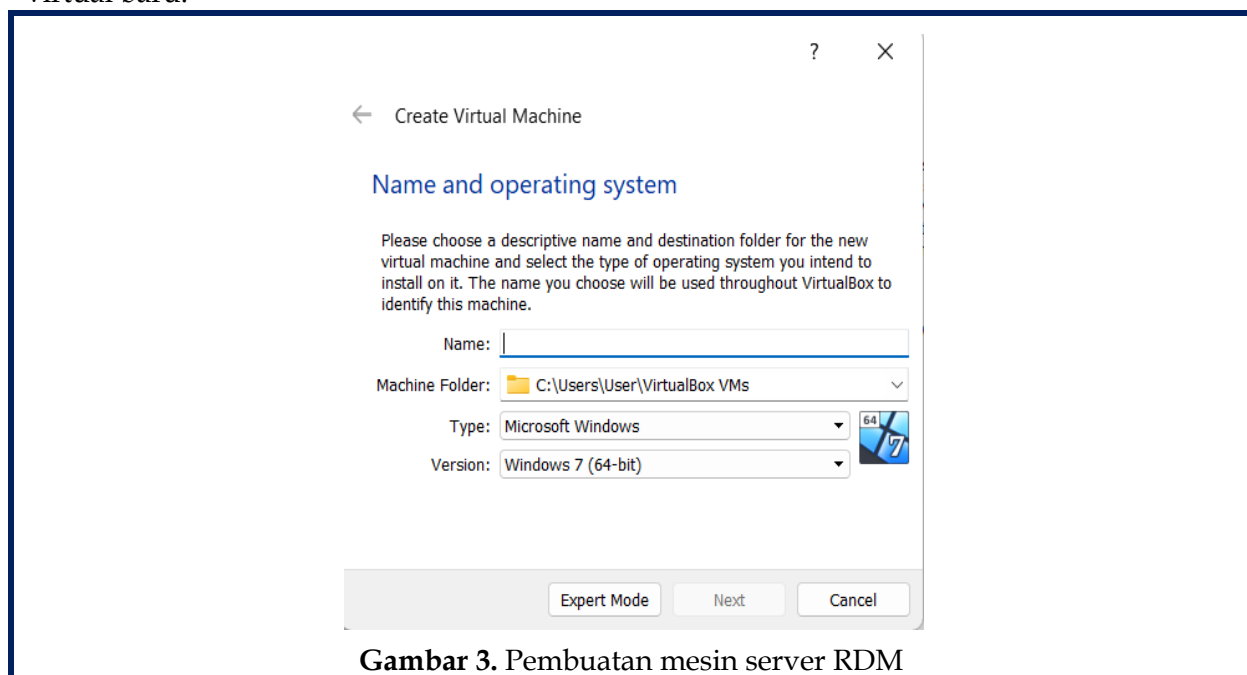 virtual baru.
?
Create Virtual Machine
Name and operating system
Please choose a descriptive name and destination folder for the new
virtual machine and select the type of operating system you intend to
install on it. The name you choose will be used throughout VirtualBox to
identify this machine.
Name:
Machine Folder: C:\Users\User\VirtualBox VMs
Type: Microsoft Windows 64 7
Version: Windows 7 (64-bit)
Expert Mode Next Cancel
Gambar 3. Pembuatan mesin server RDM